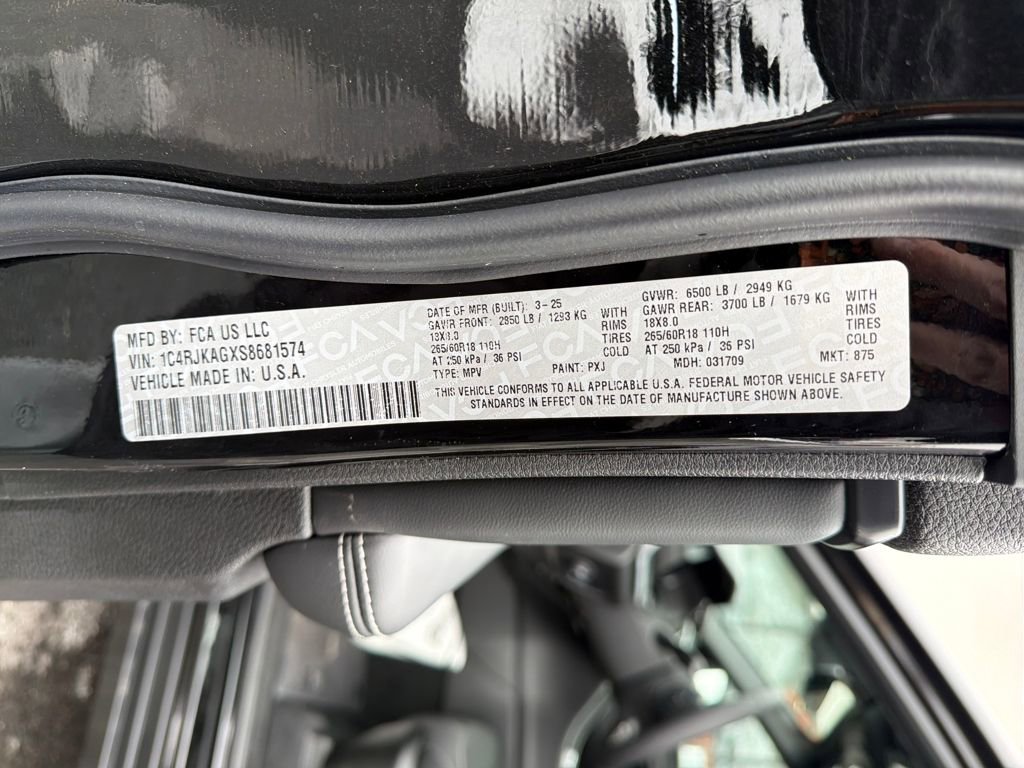 MFD BY: FCA US LLC
VIN: 1C4RJKAGXS8681574
VEHICLE MADE IN: U.S.A.
DATE OF MFR (BUILT): 3-25
GAWR FRONT: 2850 LB / 1293 KG WITH
18X8.0 RIMS
265/60R18 110H TIRES
AT 250 kPa / 36 PSI COLD
TYPE: MPV PAINT: PXJ
GVWR: 6500 LB / 2949 KG
GAWR REAR: 3700 LB / 1679 KG WITH
18X8.0 RIMS
265/60R18 110H TIRES
AT 250 kPa / 36 PSI COLD
MDH: 031709 MKT: 875
THIS VEHICLE CONFORMS TO ALL APPLICABLE U.S.A. FEDERAL MOTOR VEHICLE SAFETY
STANDARDS IN EFFECT ON THE DATE OF MANUFACTURE SHOWN ABOVE.